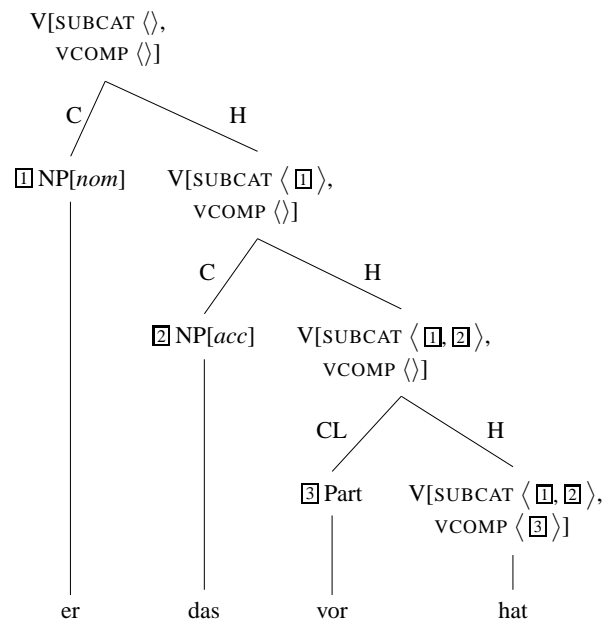 V[SUBCAT ⟨⟩,
VCOMP ⟨⟩]
C H
1 NP[nom] V[SUBCAT ⟨ 1 ⟩,
VCOMP ⟨⟩]
C H
2 NP[acc] V[SUBCAT ⟨ 1, 2 ⟩,
VCOMP ⟨⟩]
CL H
3 Part V[SUBCAT ⟨ 1, 2 ⟩,
VCOMP ⟨ 3 ⟩]
er das vor hat